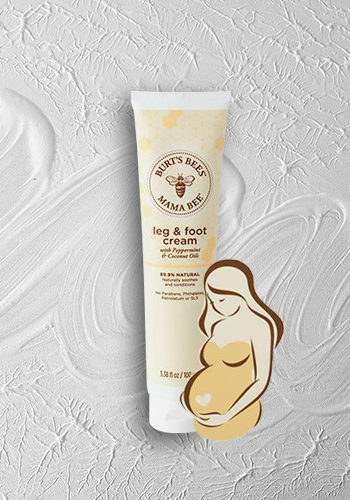 BURT'S BEES
MAMA BEE
leg & foot
cream
with Peppermint
& Coconut Oils
99.9% NATURAL
Naturally soothes
and conditions
No Parabens, Phthalates,
Petrolatum or SLS
3.38 fl oz / 100